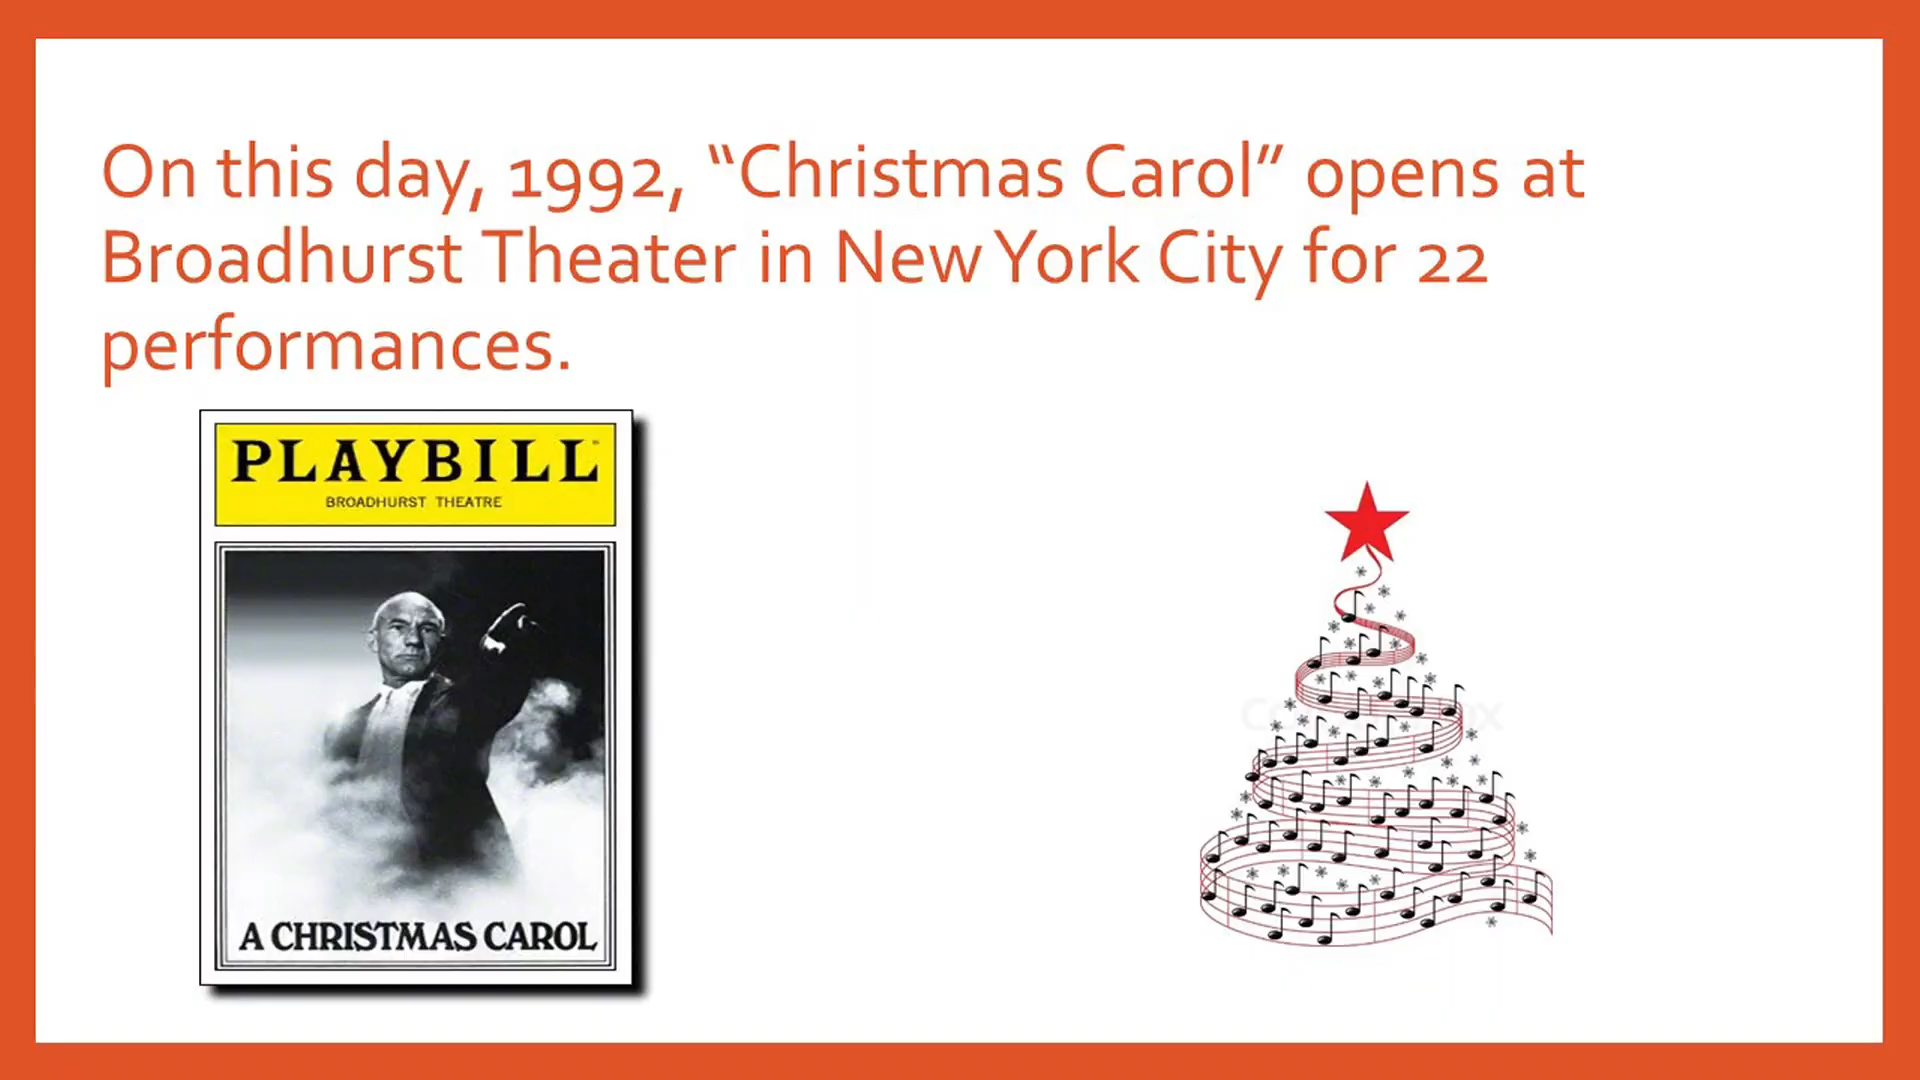 On this day, 1992, “Christmas Carol” opens at
Broadhurst Theater in New York City for 22
performances.
PLAYBILL
BROADHURST THEATRE
A CHRISTMAS CAROL